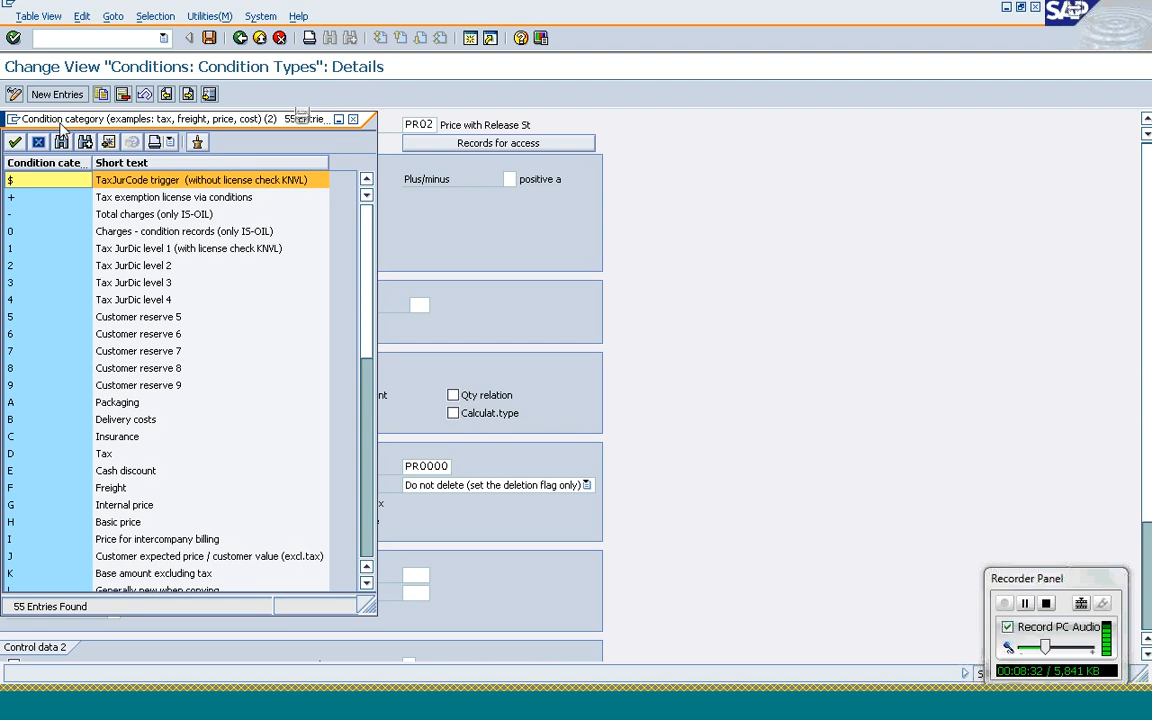 Table View Edit Goto Selection Utilities(M) System Help
SAP
Change View "Conditions: Condition Types": Details
New Entries
Condition category (examples: tax, freight, price, cost) (2) 55
PR02 Price with Release St
Records for access
Condition cate... Short text
$ TaxJurCode trigger (without license check KNVL)
Plus/minus positive a
+ Tax exemption license via conditions
- Total charges (only IS-OIL)
0 Charges - condition records (only IS-OIL)
1 Tax JurDic level 1 (with license check KNVL)
2 Tax JurDic level 2
3 Tax JurDic level 3
4 Tax JurDic level 4
5 Customer reserve 5
6 Customer reserve 6
7 Customer reserve 7
8 Customer reserve 8
9 Customer reserve 9
nt Qty relation
Calculat.type
A Packaging
B Delivery costs
C Insurance
D Tax
E Cash discount
F Freight
G Internal price
H Basic price
I Price for intercompany billing
J Customer expected price / customer value (excl.tax)
K Base amount excluding tax
PR0000
Do not delete (set the deletion flag only)
x
L Generally new when copying
55 Entries Found
Control data 2
Recorder Panel
Record PC Audio
00:08:32 / 5,841 KB